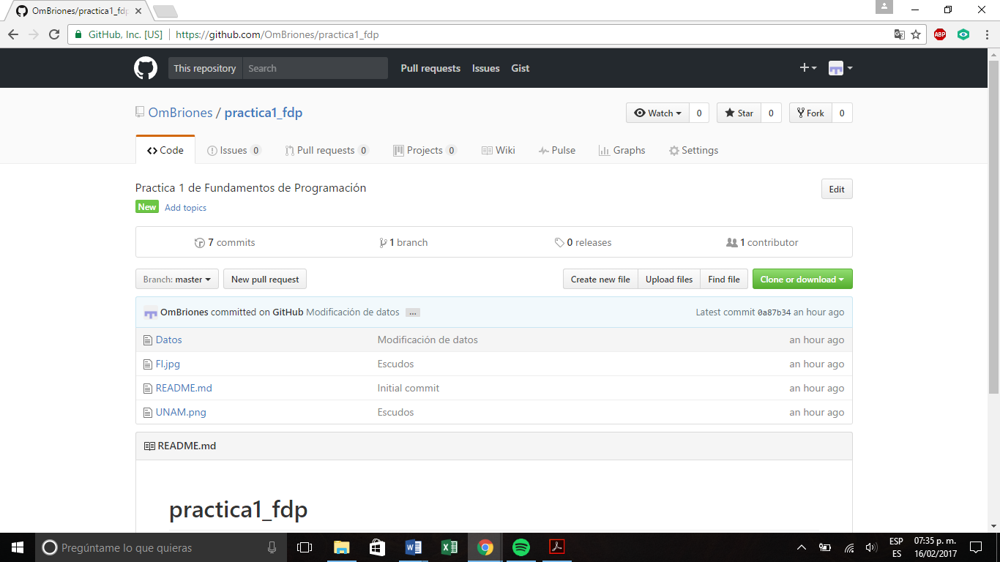 OmBriones/practica1_fdp
GitHub, Inc. [US] https://github.com/OmBriones/practica1_fdp
ABP
This repository Search Pull requests Issues Gist
OmBriones / practica1_fdp
Watch 0 Star 0 Fork 0
Code Issues 0 Pull requests 0 Projects 0 Wiki Pulse Graphs Settings
Practica 1 de Fundamentos de Programación Edit
New Add topics
7 commits 1 branch 0 releases 1 contributor
Branch: master New pull request Create new file Upload files Find file Clone or download
OmBriones committed on GitHub Modificación de datos ... Latest commit 0a87b34 an hour ago
Datos Modificación de datos an hour ago
FI.jpg Escudos an hour ago
README.md Initial commit an hour ago
UNAM.png Escudos an hour ago
README.md
practica1_fdp
Pregúntame lo que quieras
ESP 07:35 p. m.
ES 16/02/2017